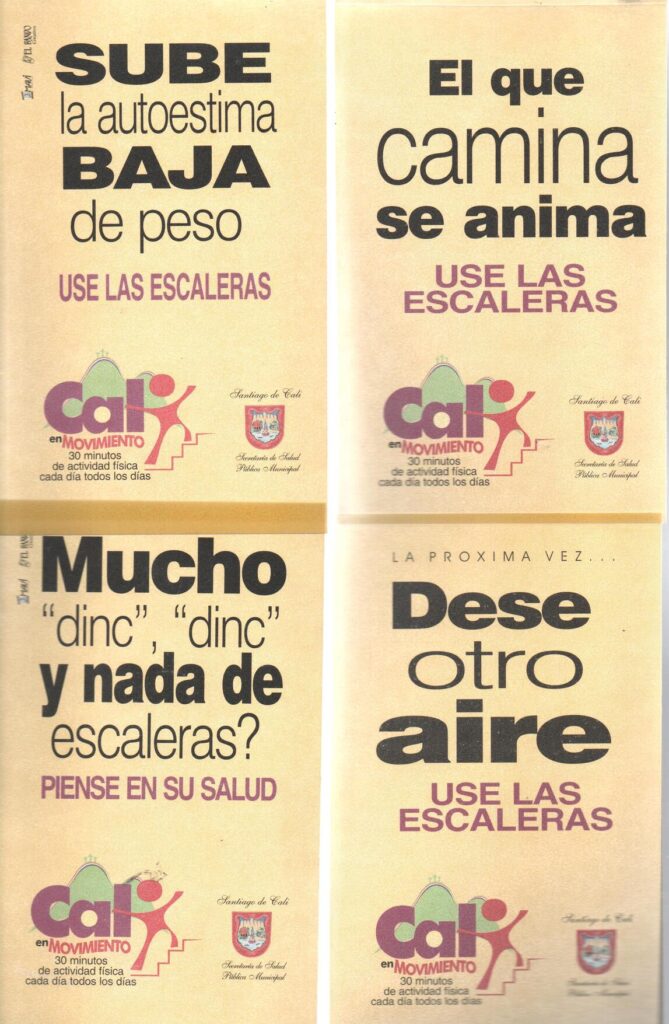 SUBE
la autoestima
BAJA
de peso
USE LAS ESCALERAS
Cali
en MOVIMIENTO
30 minutos
de actividad física
cada día todos los días
Santiago de Cali
Secretaría de Salud
Pública Municipal
El que
camina
se anima
USE LAS
ESCALERAS
Cali
en MOVIMIENTO
30 minutos
de actividad física
cada día todos los días
Santiago de Cali
Secretaría de Salud
Pública Municipal
Mucho
“dinc”, “dinc”
y nada de
escaleras?
PIENSE EN SU SALUD
Cali
en MOVIMIENTO
30 minutos
de actividad física
cada día todos los días
Santiago de Cali
Secretaría de Salud
Pública Municipal
LA PROXIMA VEZ...
Dese
otro
aire
USE LAS
ESCALERAS
Cali
en MOVIMIENTO
30 minutos
de actividad física
cada día todos los días
Santiago de Cali